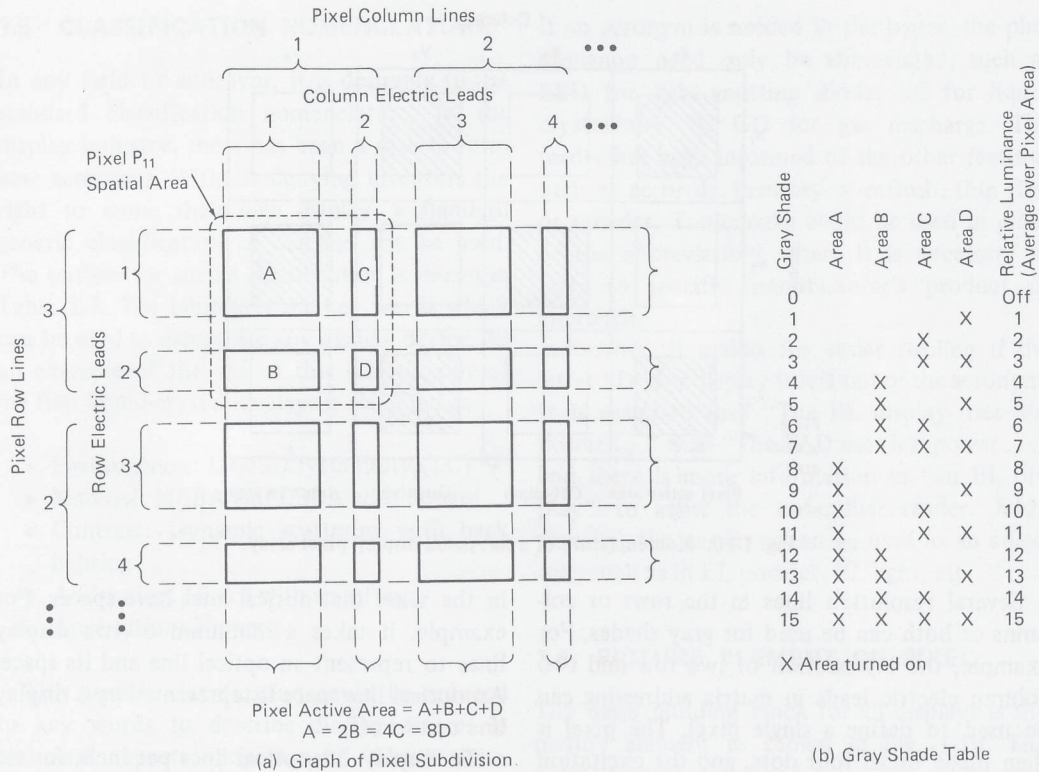 Pixel Column Lines
1 2 •••
Column Electric Leads
1 2 3 4 •••
Pixel P₁₁
Spatial Area
Pixel Row Lines
Row Electric Leads
3
2
1
2
3
4
A C
B D
Pixel Active Area = A+B+C+D
A = 2B = 4C = 8D
(a) Graph of Pixel Subdivision
Gray Shade Area A Area B Area C Area D Relative Luminance (Average over Pixel Area)
0 Off
1 X 1
2 X 2
3 X X 3
4 X 4
5 X X 5
6 X X 6
7 X X X 7
8 X 8
9 X X 9
10 X X 10
11 X X X 11
12 X X 12
13 X X X 13
14 X X X 14
15 X X X X 15
X Area turned on
(b) Gray Shade Table